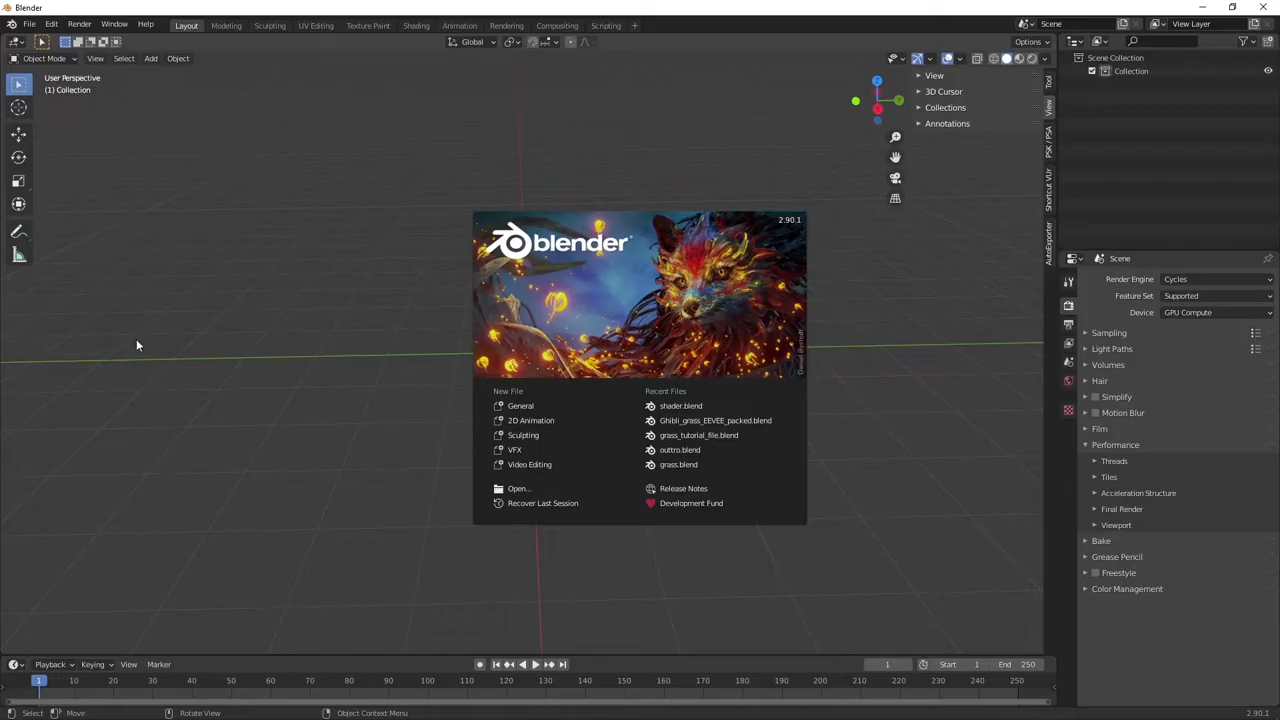 Blender
File Edit Render Window Help Layout Modeling Sculpting UV Editing Texture Paint Shading Animation Rendering Compositing Scripting + Scene View Layer
Global Options
Object Mode View Select Add Object
User Perspective
(1) Collection
Z
Y
X
View
3D Cursor
Collections
Annotations
Tool
View
PSK / PSA
Shortcut VUr
AutoExporter
Scene Collection
Collection
Scene
Render Engine Cycles
Feature Set Supported
Device GPU Compute
Sampling
Light Paths
Volumes
Hair
Simplify
Motion Blur
Film
Performance
Threads
Tiles
Acceleration Structure
Final Render
Viewport
Bake
Grease Pencil
Freestyle
Color Management
2.90.1
blender
New File
General
2D Animation
Sculpting
VFX
Video Editing
Open...
Recover Last Session
Recent Files
shader.blend
Ghibli_grass_EEVEE_packed.blend
grass_tutorial_file.blend
outtro.blend
grass.blend
Release Notes
Development Fund
Playback Keying View Marker 1 Start 1 End 250
1 10 20 30 40 50 60 70 80 90 100 110 120 130 140 150 160 170 180 190 200 210 220 230 240 250
Select Move Rotate View Object Context Menu 2.90.1